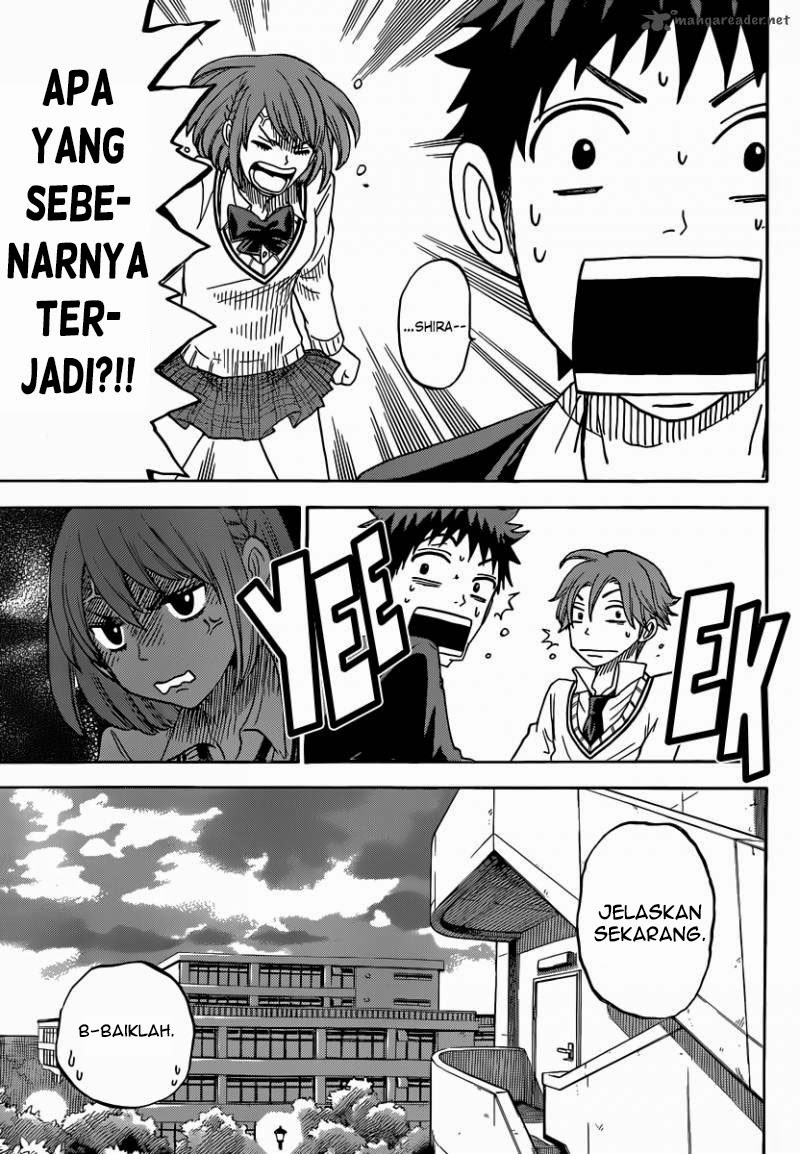 mangareader.net
...SHIRA--
APA
YANG
SEBE-
NARNYA
TER-
JADI?!!
YEE
EK
JELASKAN
SEKARANG.
B-BAIKLAH.